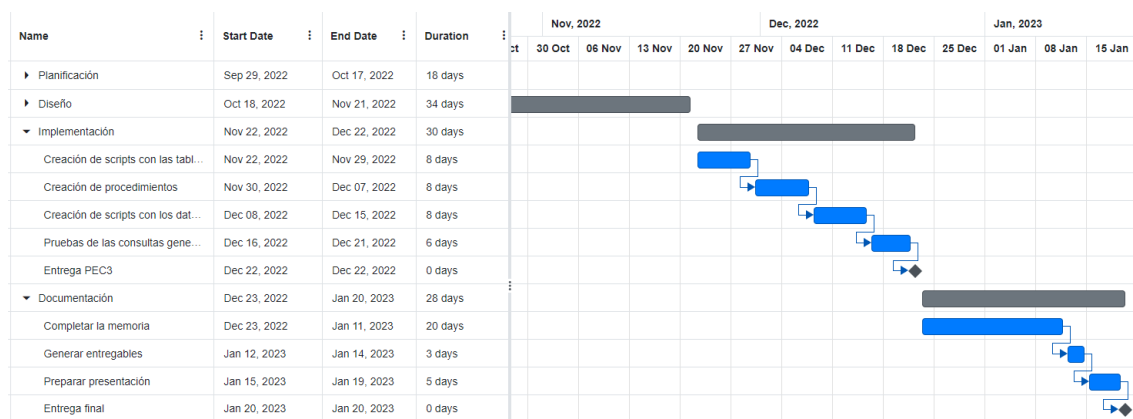 Nov, 2022 Dec, 2022 Jan, 2023
Name Start Date End Date Duration
ct 30 Oct 06 Nov 13 Nov 20 Nov 27 Nov 04 Dec 11 Dec 18 Dec 25 Dec 01 Jan 08 Jan 15 Jan
Planificación Sep 29, 2022 Oct 17, 2022 18 days
Diseño Oct 18, 2022 Nov 21, 2022 34 days
Implementación Nov 22, 2022 Dec 22, 2022 30 days
Creación de scripts con las tabl... Nov 22, 2022 Nov 29, 2022 8 days
Creación de procedimientos Nov 30, 2022 Dec 07, 2022 8 days
Creación de scripts con los dat... Dec 08, 2022 Dec 15, 2022 8 days
Pruebas de las consultas gene... Dec 16, 2022 Dec 21, 2022 6 days
Entrega PEC3 Dec 22, 2022 Dec 22, 2022 0 days
Documentación Dec 23, 2022 Jan 20, 2023 28 days
Completar la memoria Dec 23, 2022 Jan 11, 2023 20 days
Generar entregables Jan 12, 2023 Jan 14, 2023 3 days
Preparar presentación Jan 15, 2023 Jan 19, 2023 5 days
Entrega final Jan 20, 2023 Jan 20, 2023 0 days